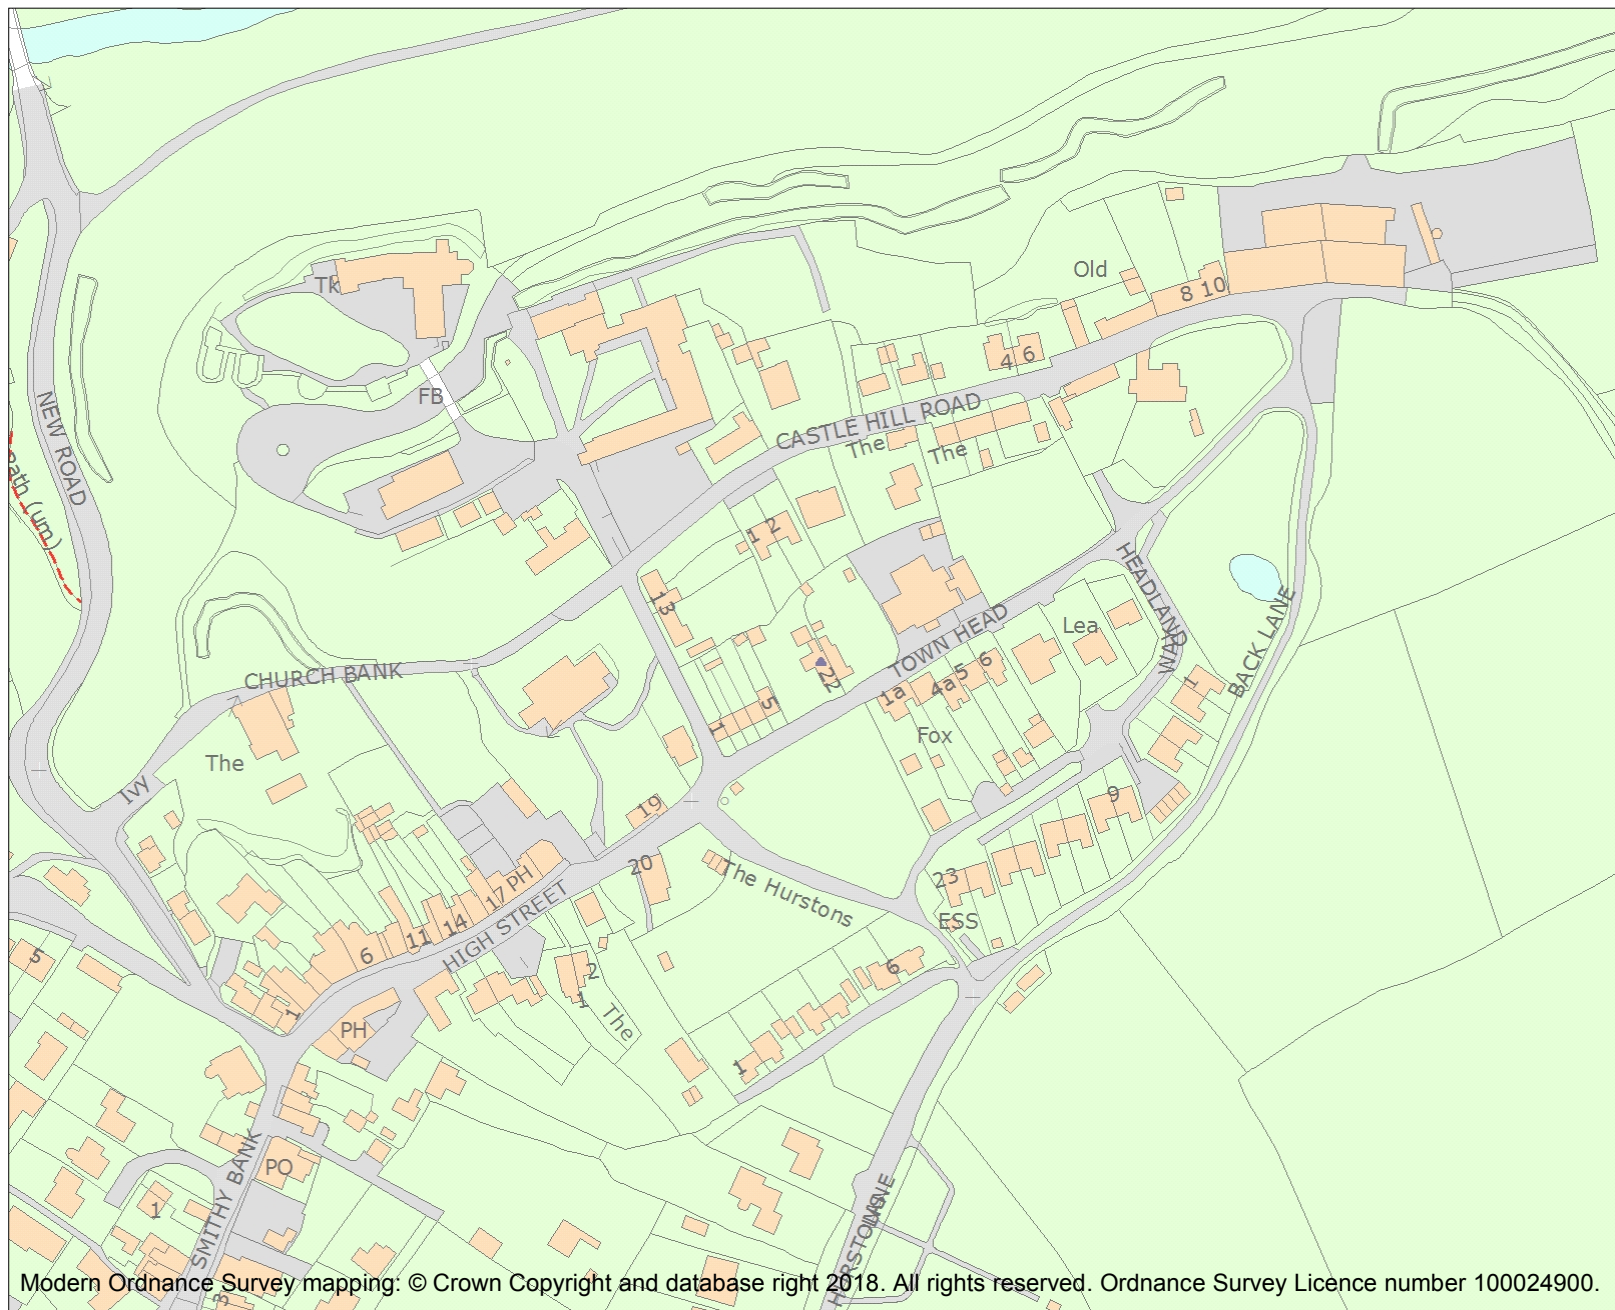 Tk
Old
8 10
FB
4 6
NEW ROAD
CASTLE HILL ROAD
The
The
path (um)
1 2
HEADLAND
WAY
13
Lea
BACK LANE
CHURCH BANK
TOWN HEAD
22
1a
4a
5
6
1
1
5
Fox
The
Ivy
9
19
20
The Hurstons
23
17 PH
14
11
6
HIGH STREET
ESS
5
6
2
1
The
1
PH
1
PO
SMITHY BANK
1
HURSTONS
LANE
3
Modern Ordnance Survey mapping: © Crown Copyright and database right 2018. All rights reserved. Ordnance Survey Licence number 100024900.